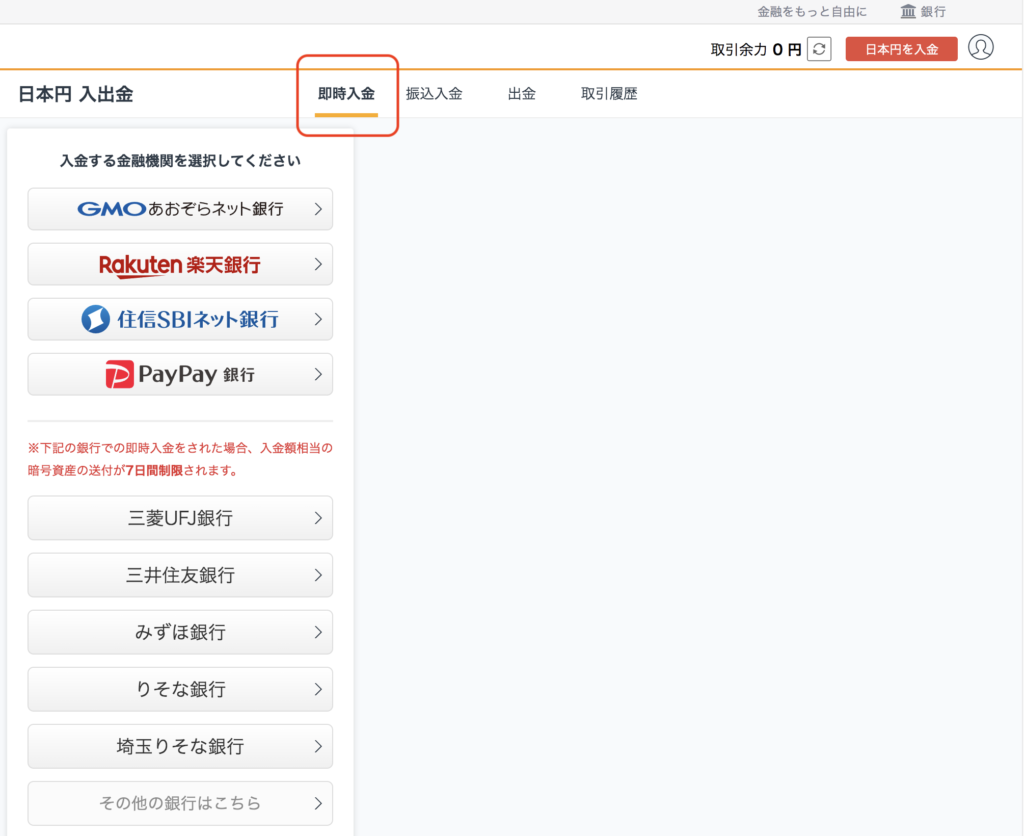 金融をもっと自由に
銀行
取引余力 0 円
日本円を入金
日本円 入出金
即時入金
振込入金
出金
取引履歴
入金する金融機関を選択してください
GMOあおぞらネット銀行
Rakuten 楽天銀行
住信SBIネット銀行
PayPay 銀行
※下記の銀行での即時入金をされた場合、入金額相当の
暗号資産の送付が7日間制限されます。
三菱UFJ銀行
三井住友銀行
みずほ銀行
りそな銀行
埼玉りそな銀行
その他の銀行はこちら